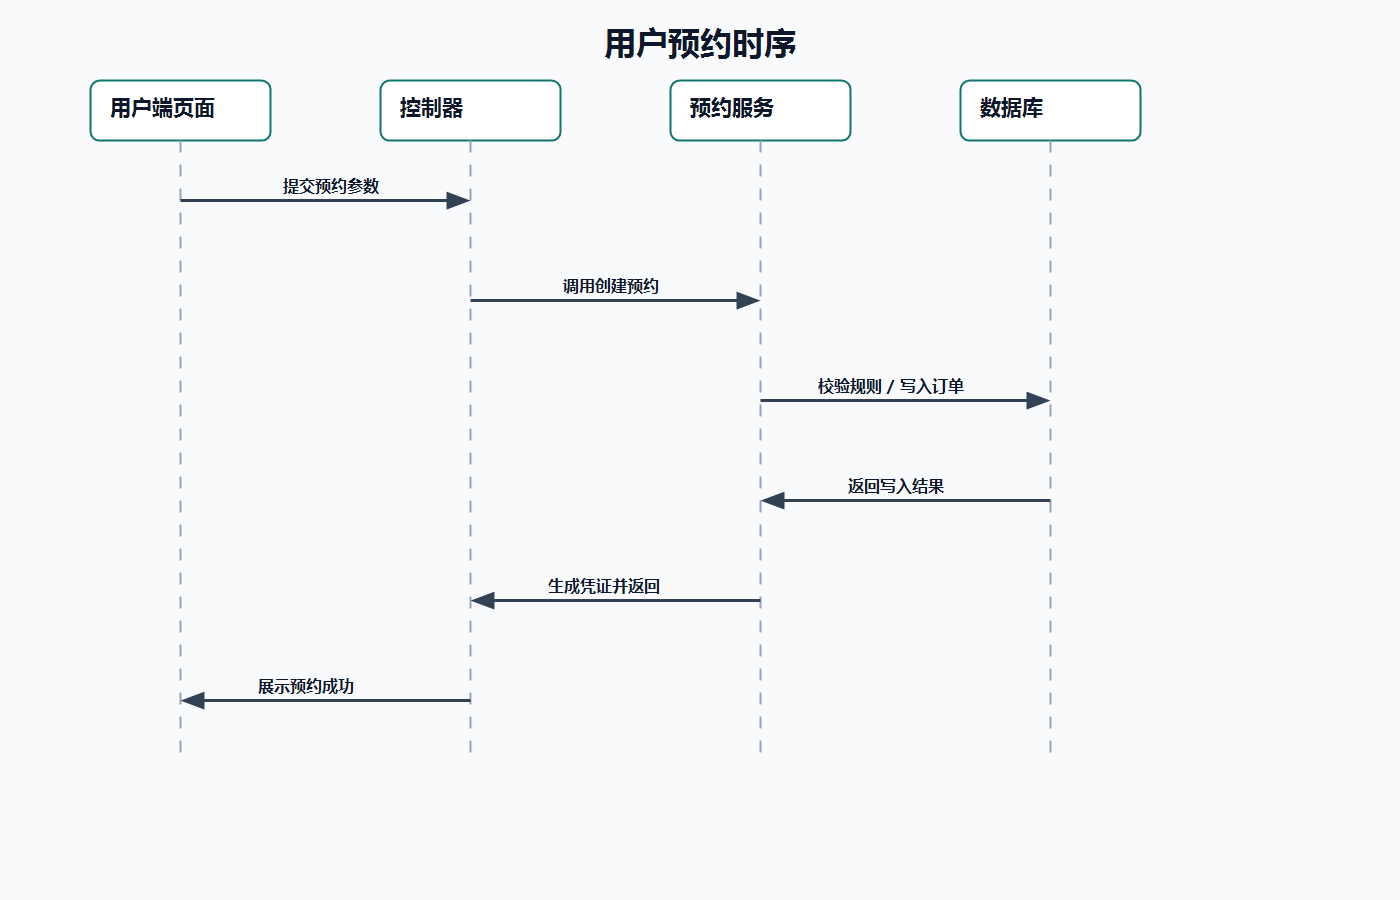 用户预约时序
用户端页面
控制器
预约服务
数据库
提交预约参数
调用创建预约
校验规则 / 写入订单
返回写入结果
生成凭证并返回
展示预约成功